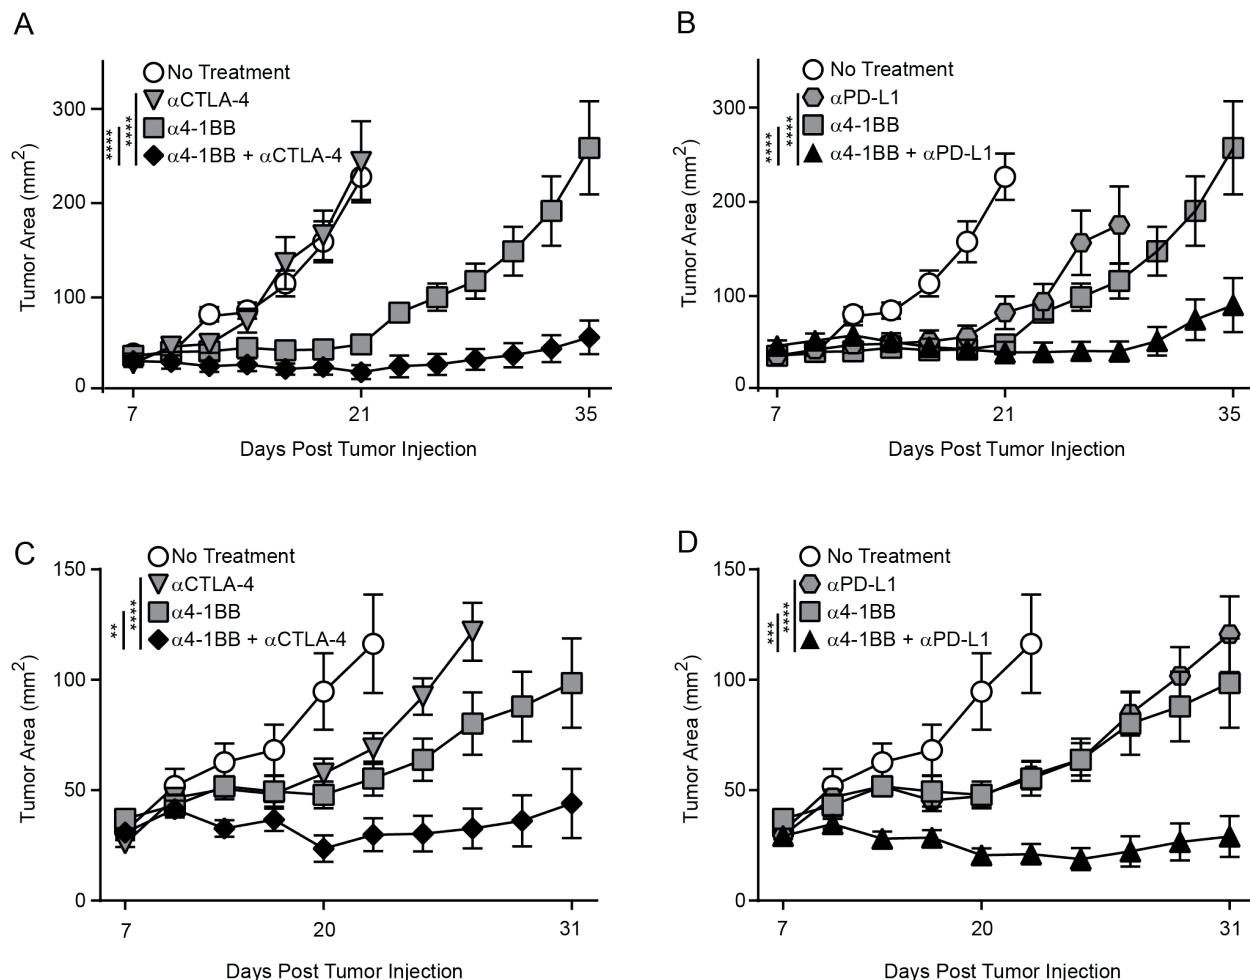 A
No Treatment
αCTLA-4
α4-1BB
α4-1BB + αCTLA-4
****
****
Tumor Area (mm2)
300
200
100
0
7
21
35
Days Post Tumor Injection
B
No Treatment
αPD-L1
α4-1BB
α4-1BB + αPD-L1
****
****
Tumor Area (mm2)
300
200
100
0
7
21
35
Days Post Tumor Injection
C
No Treatment
αCTLA-4
α4-1BB
α4-1BB + αCTLA-4
**
****
Tumor Area (mm2)
150
100
50
0
7
20
31
Days Post Tumor Injection
D
No Treatment
αPD-L1
α4-1BB
α4-1BB + αPD-L1
***
****
Tumor Area (mm2)
150
100
50
0
7
20
31
Days Post Tumor Injection